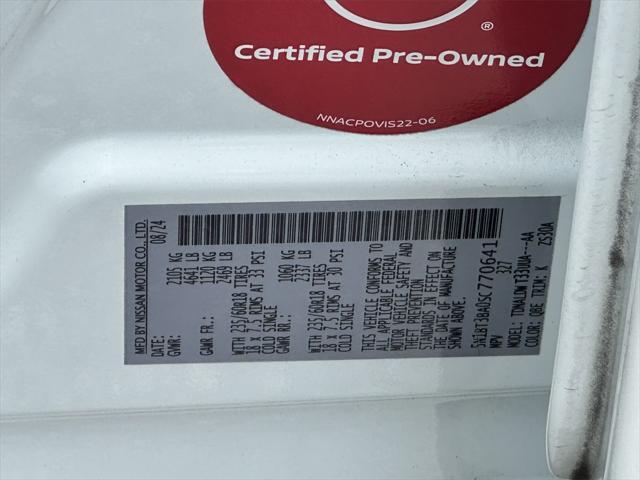 ®
Certified Pre-Owned
NNACPOVIS22-06
MFD BY NISSAN MOTOR CO., LTD.
DATE: 08/24
GVWR: 2105 KG
4641 LB
GAWR FR.: 1120 KG
2469 LB
WITH 235/60R18 TIRES
18 X 7.5 RIMS AT 33 PSI
COLD SINGLE
GAWR RR.: 1060 KG
2337 LB
WITH 235/60R18 TIRES
18 X 7.5 RIMS AT 30 PSI
COLD SINGLE
THIS VEHICLE CONFORMS TO
ALL APPLICABLE FEDERAL
MOTOR VEHICLE SAFETY AND
THEFT PREVENTION
STANDARDS IN EFFECT ON
THE DATE OF MANUFACTURE
SHOWN ABOVE.
770641
MPV 327
MODEL:
COLOR: QBE TRIM: K ZS30A